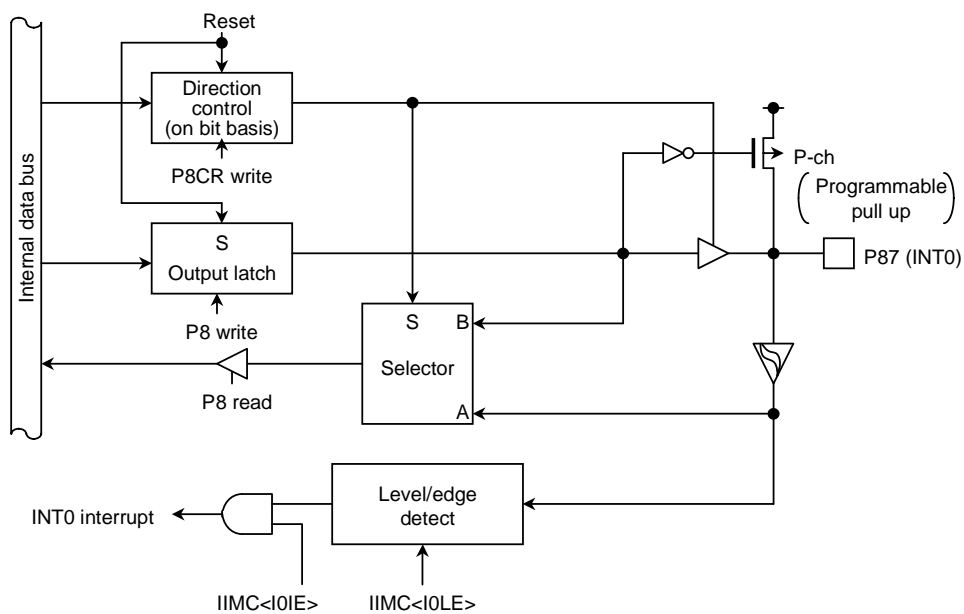 Reset
Direction
control
(on bit basis)
P8CR write
P-ch
Programmable
pull up
Internal data bus
S
Output latch
P87 (INT0)
P8 write
S
B
Selector
A
P8 read
Level/edge
detect
INT0 interrupt
IIMC<I0IE>
IIMC<I0LE>